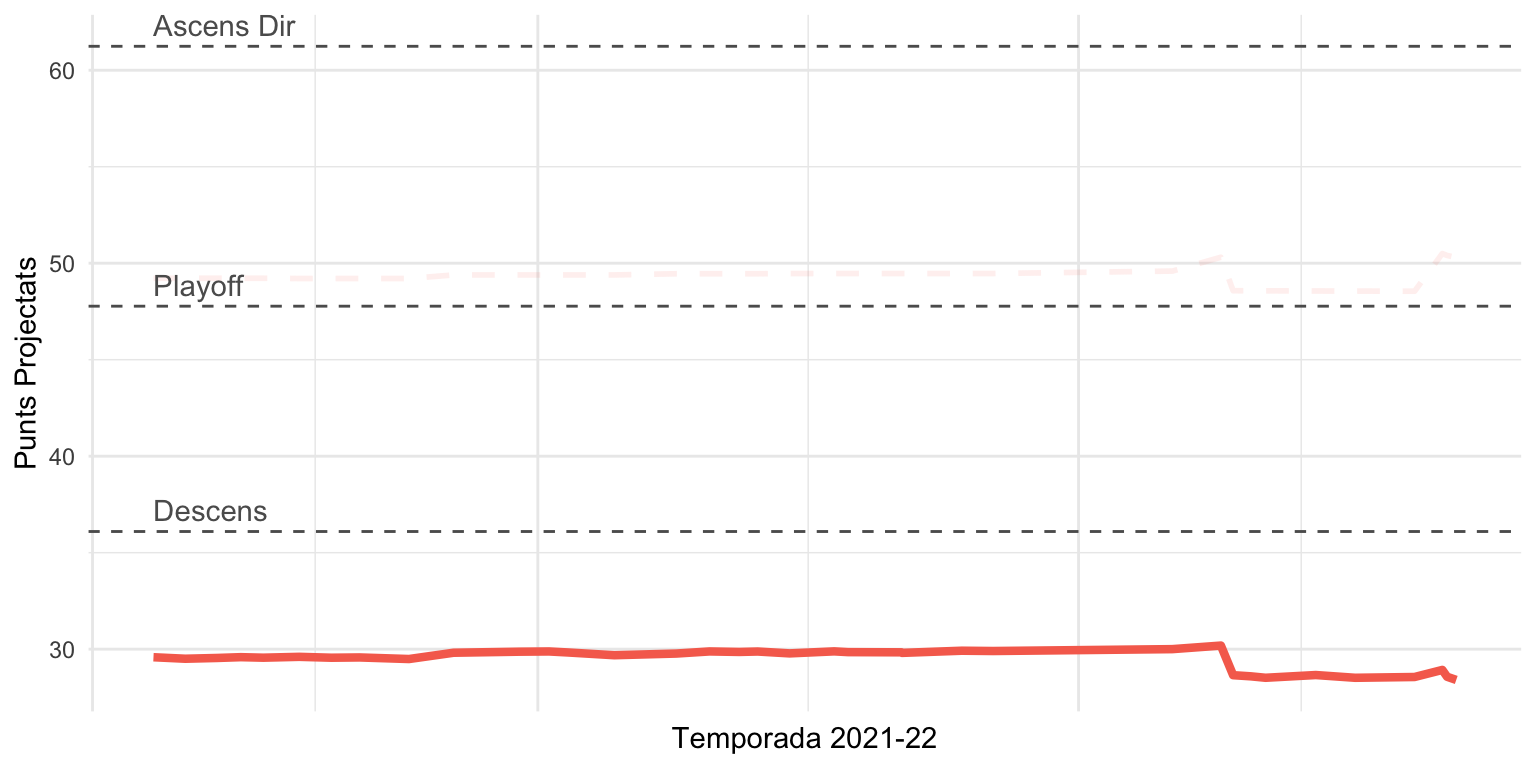 Ascens Dir
60
50
Playoff
40
Descens
30
Punts Projectats
Temporada 2021-22